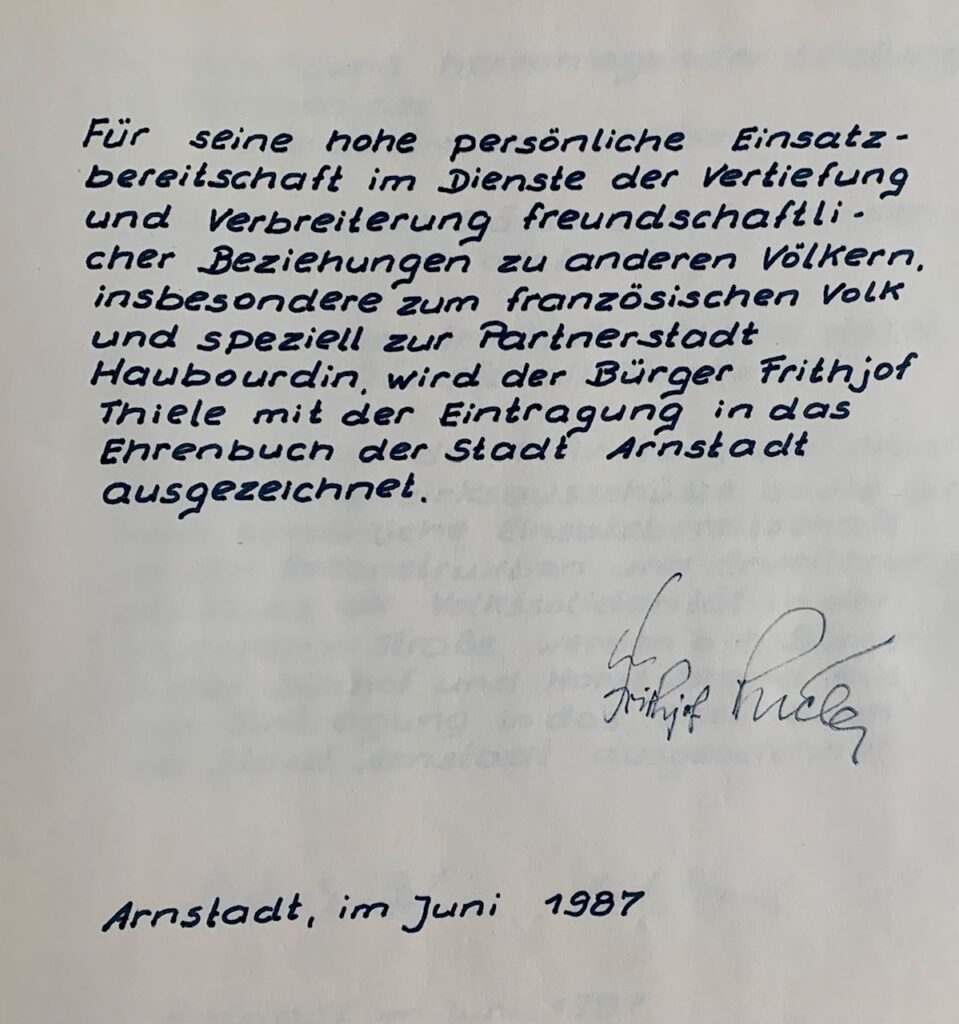 Für seine hohe persönliche Einsatz-
bereitschaft im Dienste der Vertiefung
und Verbreiterung freundschaftli-
cher Beziehungen zu anderen Völkern,
insbesondere zum französischen Volk
und speziell zur Partnerstadt
Haubourdin, wird der Bürger Frithjof
Thiele mit der Eintragung in das
Ehrenbuch der Stadt Arnstadt
ausgezeichnet.
Frithjof
Arnstadt, im Juni 1987